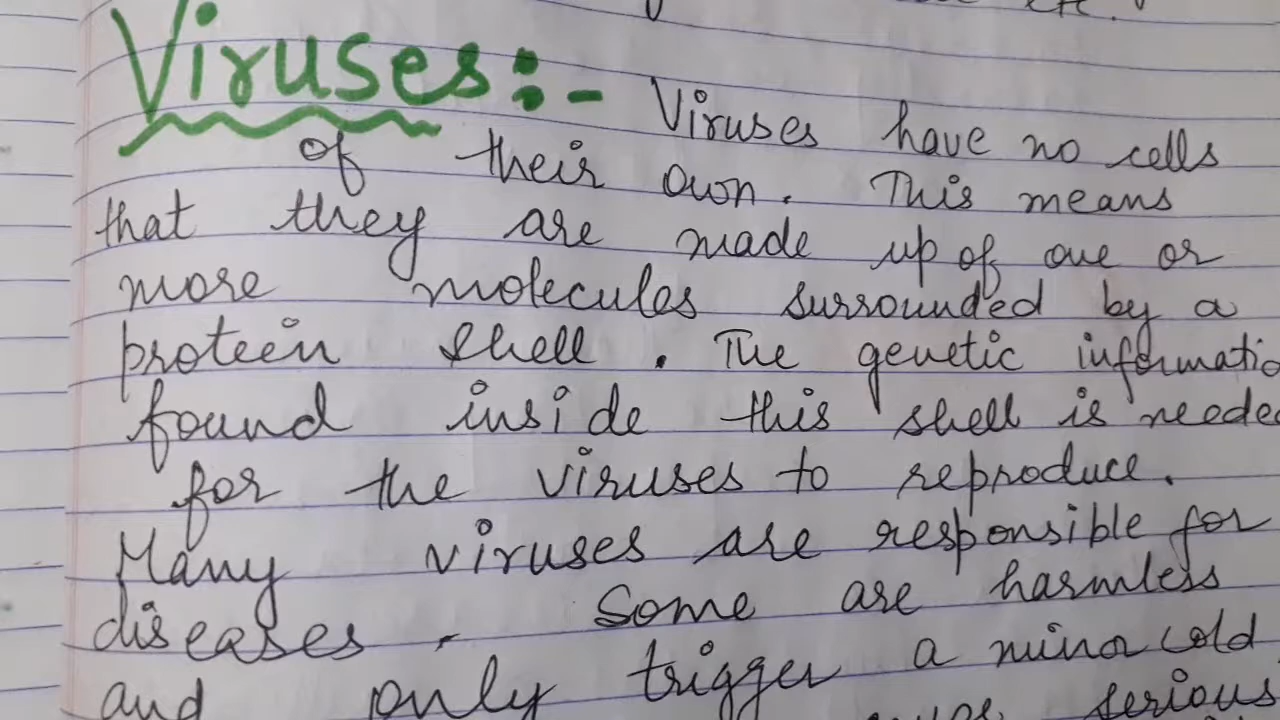 etc.
Viruses:- Viruses have no cells
of their own. This means
that they are made up of one or
more molecules surrounded by a
protein shell. The genetic informatio
found inside this shell is neede
for the viruses to reproduce.
Many viruses are responsible for
diseases. Some are harmless
and only trigger a minor cold
serious